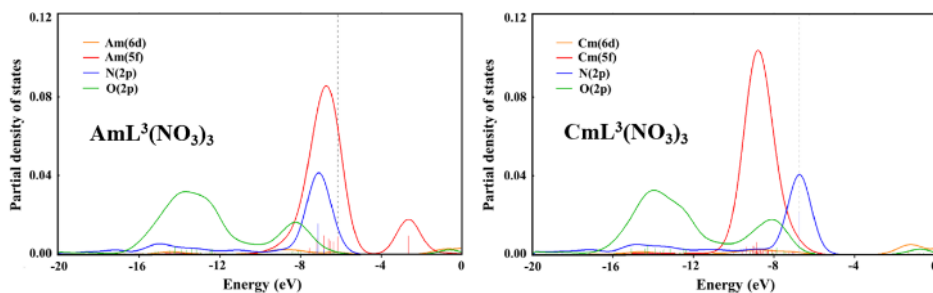 0.12
0.08
0.04
0.00
Partial density of states
Am(6d)
Am(5f)
N(2p)
O(2p)
AmL³(NO₃)₃
-20 -16 -12 -8 -4 0
Energy (eV)
0.12
0.08
0.04
0.00
Partial density of states
Cm(6d)
Cm(5f)
N(2p)
O(2p)
CmL³(NO₃)₃
-20 -16 -12 -8 -4 0
Energy (eV)